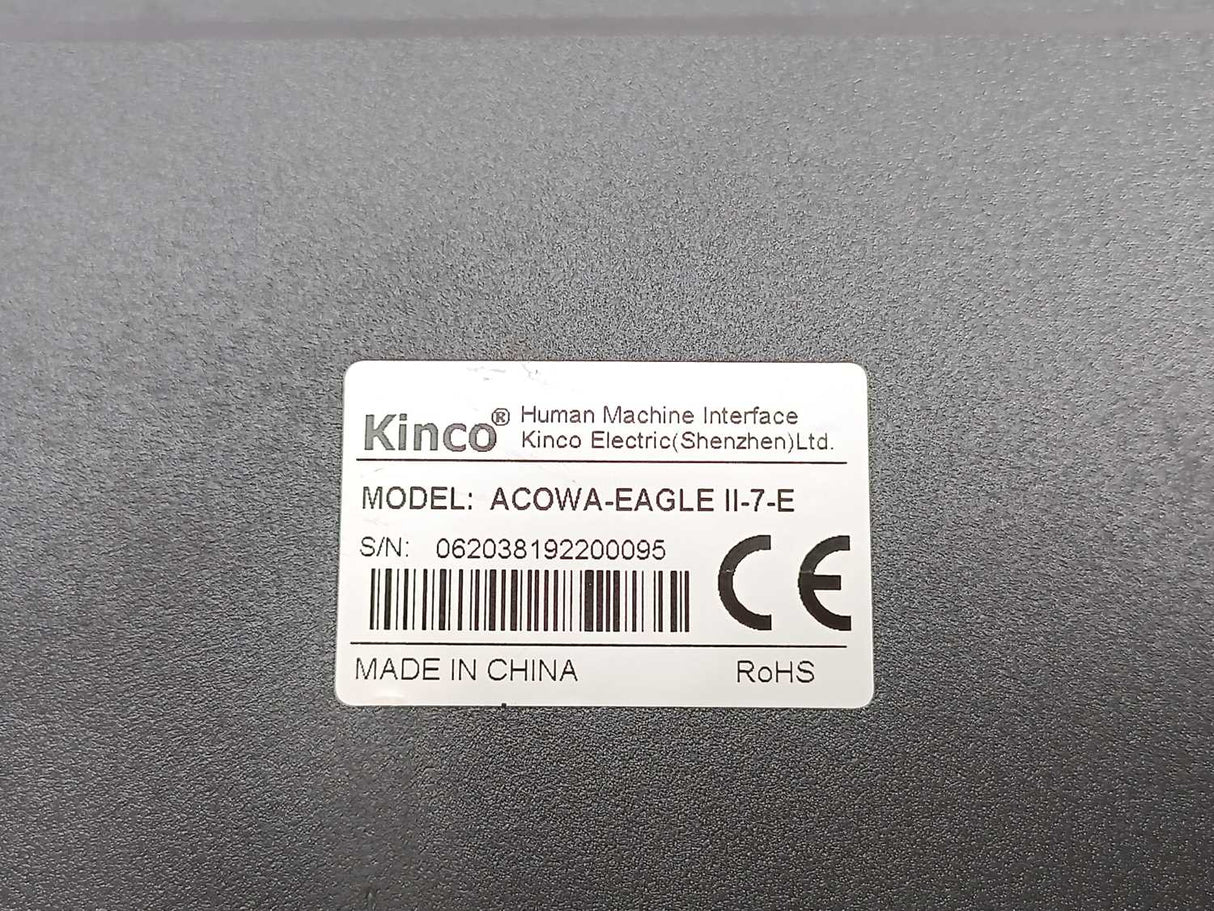 Kinco® Human Machine Interface
Kinco Electric(Shenzhen)Ltd.
MODEL: ACOWA-EAGLE II-7-E
S/N: 062038192200095
CE
MADE IN CHINA RoHS